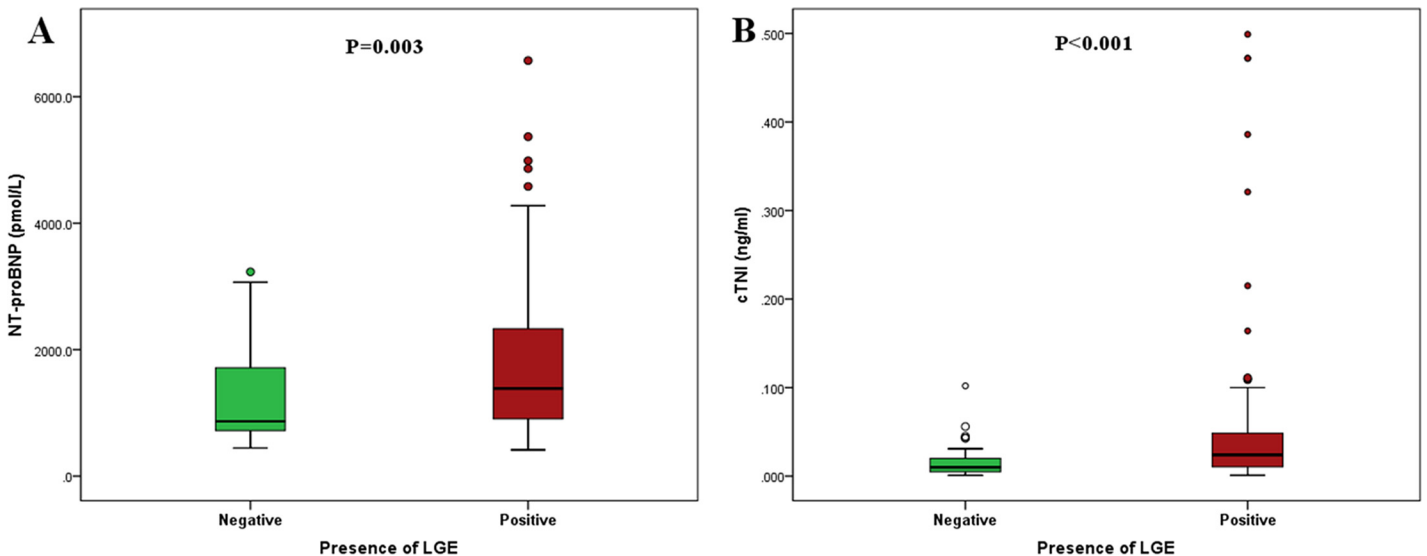 A
P=0.003
NT-proBNP (pmol/L)
6000.0
4000.0
2000.0
.0
Negative
Positive
Presence of LGE
B
P<0.001
cTNI (ng/ml)
.500
.400
.300
.200
.100
.000
Negative
Positive
Presence of LGE